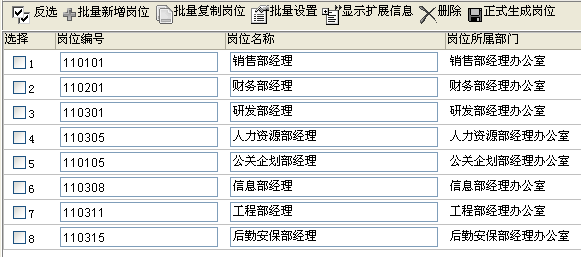 反选 批量新增岗位 批量复制岗位 批量设置 显示扩展信息 删除 正式生成岗位
选择 岗位编号 岗位名称 岗位所属部门
1 110101 销售部经理 销售部经理办公室
2 110201 财务部经理 财务部经理办公室
3 110301 研发部经理 研发部经理办公室
4 110305 人力资源部经理 人力资源部经理办公室
5 110105 公关企划部经理 公关企划部经理办公室
6 110308 信息部经理 信息部经理办公室
7 110311 工程部经理 工程部经理办公室
8 110315 后勤安保部经理 后勤安保部经理办公室